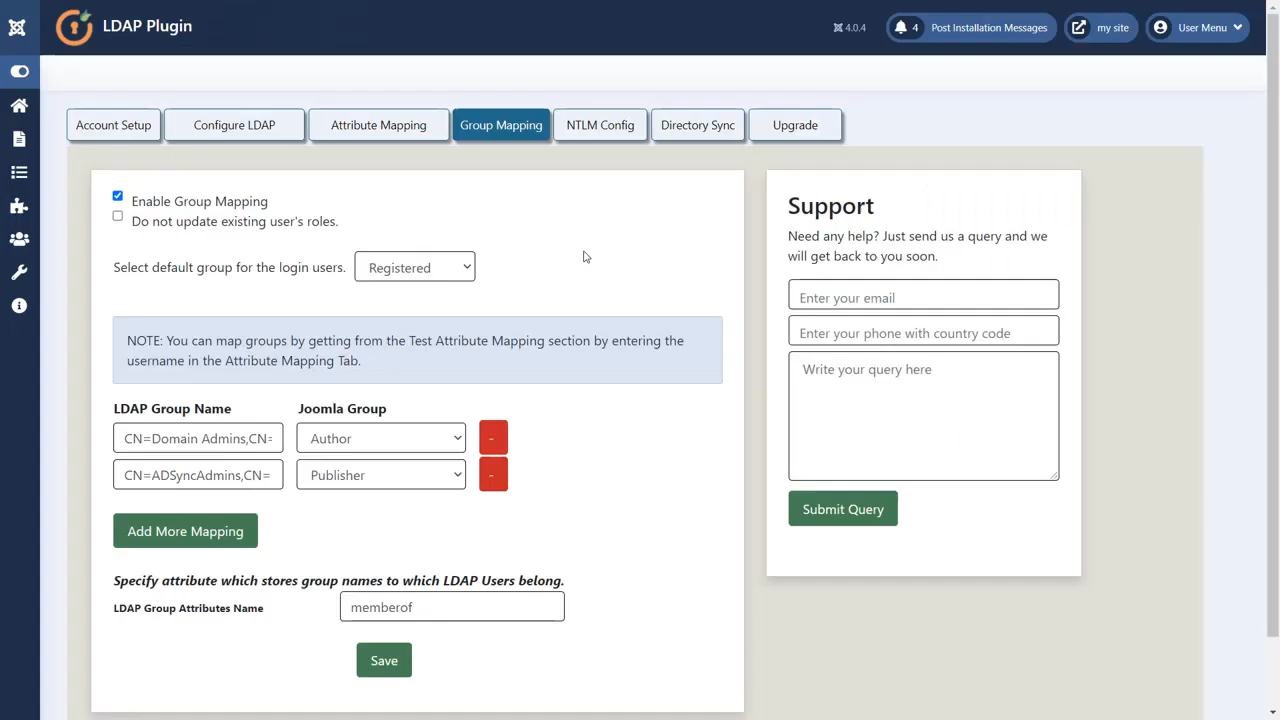 LDAP Plugin
4.0.4
4
Post Installation Messages
my site
User Menu
Account Setup
Configure LDAP
Attribute Mapping
Group Mapping
NTLM Config
Directory Sync
Upgrade
Enable Group Mapping
Do not update existing user's roles.
Select default group for the login users.
Registered
NOTE: You can map groups by getting from the Test Attribute Mapping section by entering the
username in the Attribute Mapping Tab.
LDAP Group Name
Joomla Group
CN=Domain Admins,CN=
Author
-
CN=ADSyncAdmins,CN=
Publisher
-
Add More Mapping
Specify attribute which stores group names to which LDAP Users belong.
LDAP Group Attributes Name
memberof
Save
Support
Need any help? Just send us a query and we
will get back to you soon.
Enter your email
Enter your phone with country code
Write your query here
Submit Query